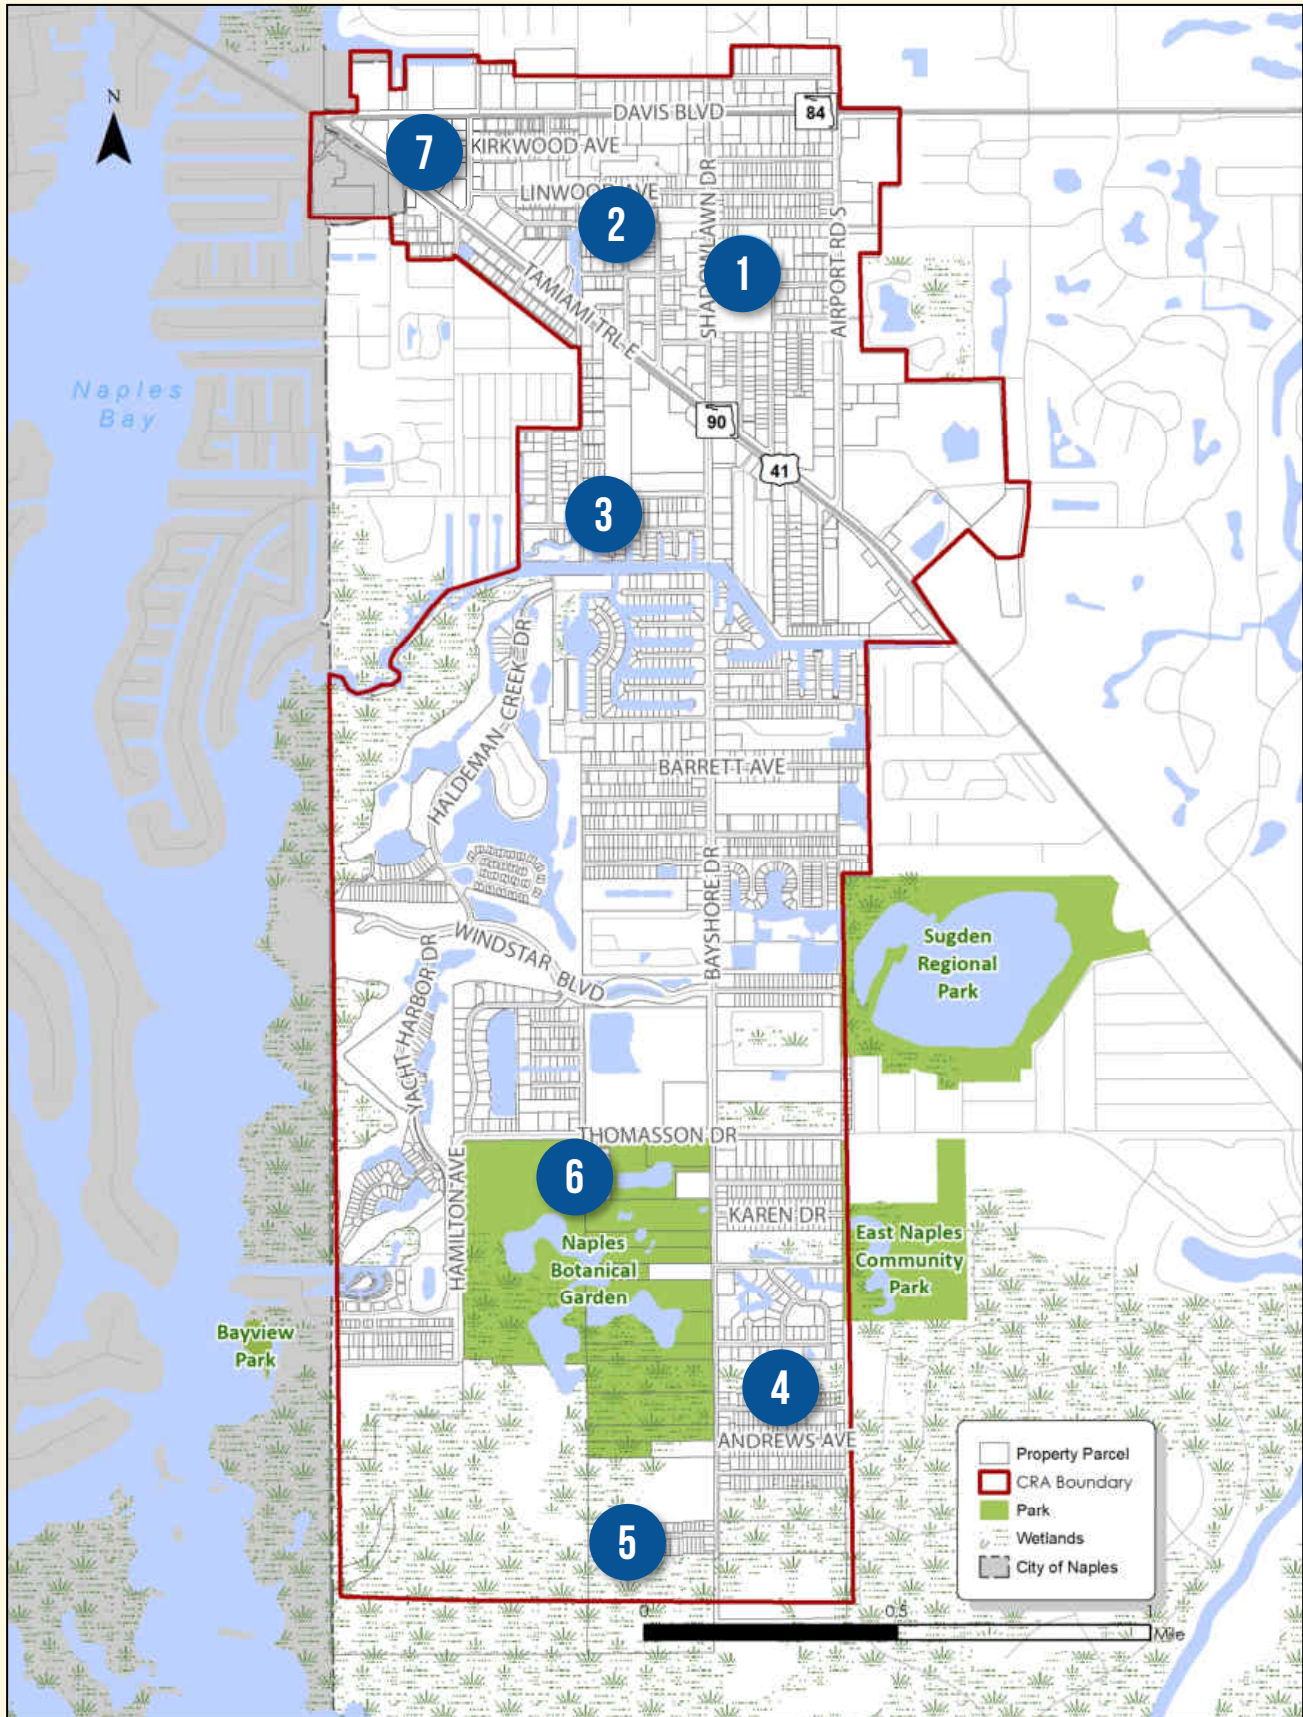 N
DAVIS BLVD
84
7
KIRKWOOD AVE
LINWOOD AVE
2
SHADOWLAWN DR
1
AIRPORT RD S
TAMIAMI TRL E
Naples
Bay
90
41
3
HALDEMAN CREEK DR
BARRETT AVE
BAYSHORE DR
Sugden
Regional
Park
WINDSTAR BLVD
YACHT HARBOR DR
THOMASSON DR
6
HAMILTON AVE
KAREN DR
Naples
Botanical
Garden
East Naples
Community
Park
Bayview
Park
4
ANDREWS AVE
5
Property Parcel
CRA Boundary
Park
Wetlands
City of Naples
0 0.5 1
Mile